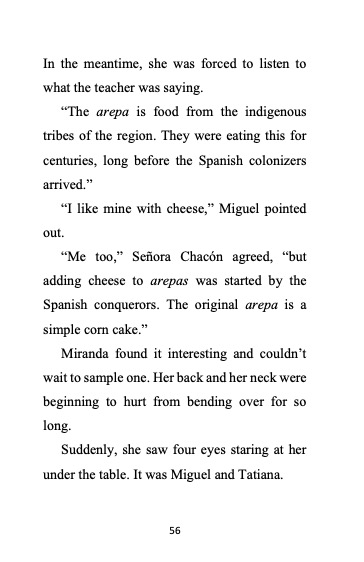 In the meantime, she was forced to listen to
what the teacher was saying.
“The arepa is food from the indigenous
tribes of the region. They were eating this for
centuries, long before the Spanish colonizers
arrived.”
“I like mine with cheese,” Miguel pointed
out.
“Me too,” Señora Chacón agreed, “but
adding cheese to arepas was started by the
Spanish conquerors. The original arepa is a
simple corn cake.”
Miranda found it interesting and couldn’t
wait to sample one. Her back and her neck were
beginning to hurt from bending over for so
long.
Suddenly, she saw four eyes staring at her
under the table. It was Miguel and Tatiana.
56